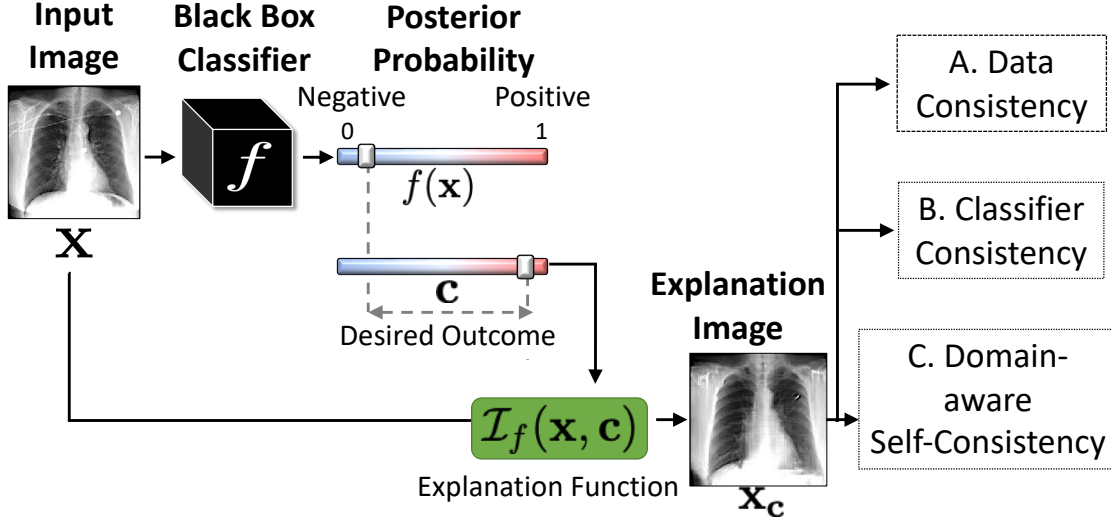 Input
Image
Black Box
Classifier
Posterior
Probability
Negative
Positive
0
1
f
f(x)
x
c
Desired Outcome
I_f(x, c)
Explanation Function
Explanation
Image
x_c
A. Data
Consistency
B. Classifier
Consistency
C. Domain-
aware
Self-Consistency